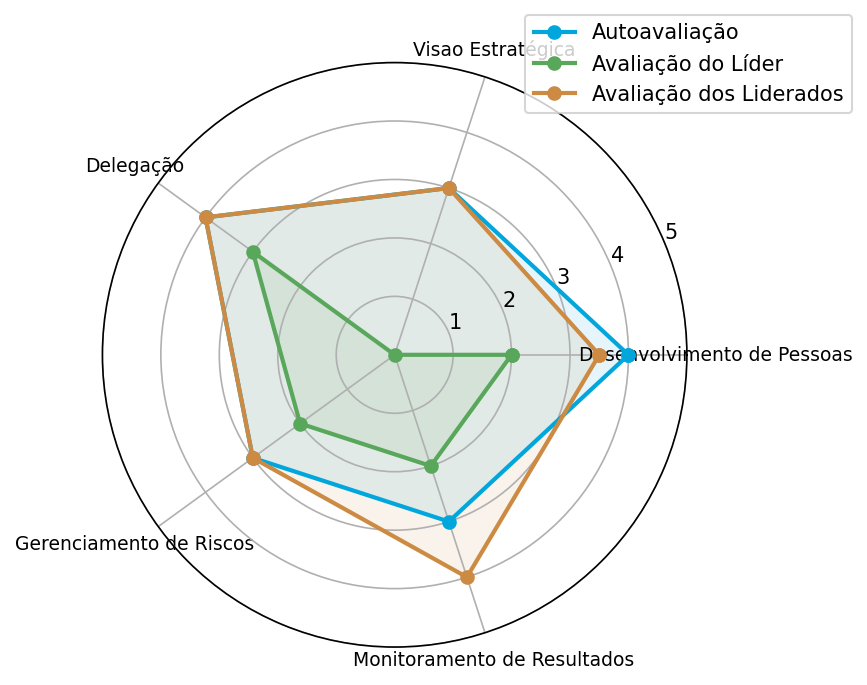 Autoavaliação
Visao Estratégica
Avaliação do Líder
Avaliação dos Liderados
Delegação
5
4
3
2
1
Desenvolvimento de Pessoas
Gerenciamento de Riscos
Monitoramento de Resultados